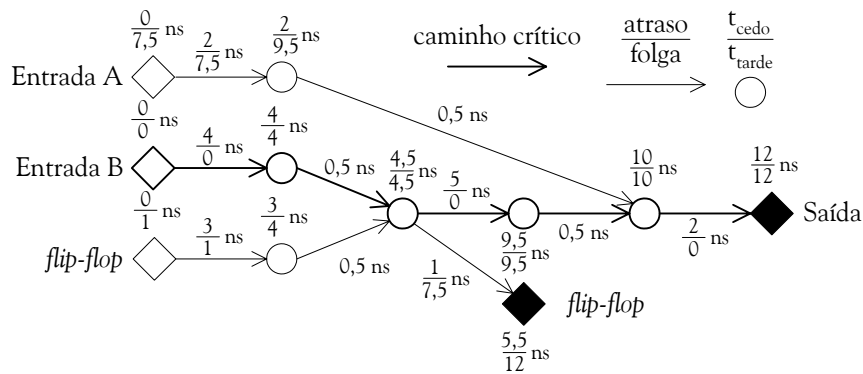 0/7,5 ns
2/7,5 ns
2/9,5 ns
caminho crítico
atraso/folga
t_cedo/t_tarde
Entrada A
0/0 ns
0,5 ns
4/0 ns
4/4 ns
Entrada B
0,5 ns
4,5/4,5 ns
5/0 ns
10/10 ns
12/12 ns
0/1 ns
3/1 ns
3/4 ns
0,5 ns
2/0 ns
Saída
flip-flop
0,5 ns
1/7,5 ns
9,5/9,5 ns
flip-flop
5,5/12 ns